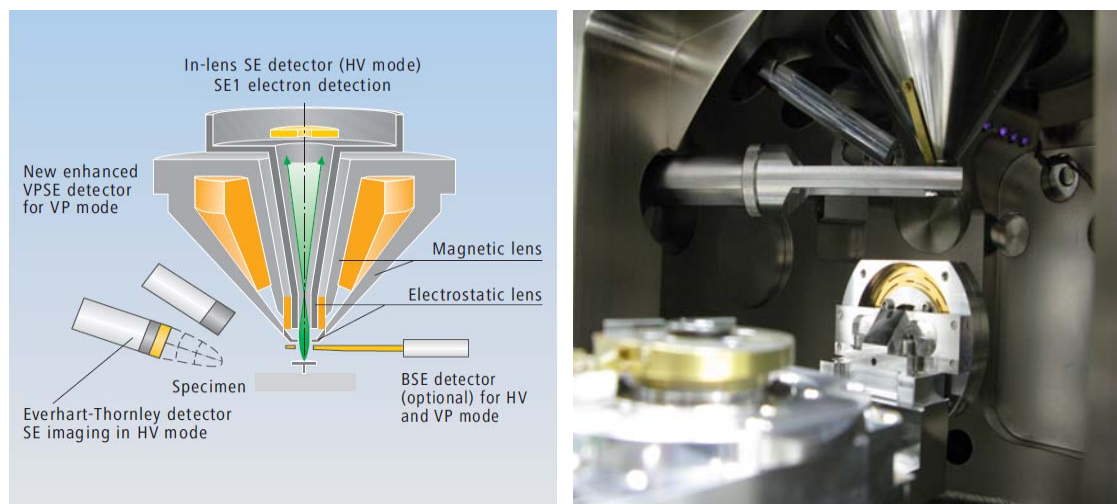 In-lens SE detector (HV mode)
SE1 electron detection
New enhanced
VPSE detector
for VP mode
Magnetic lens
Electrostatic lens
Specimen
BSE detector
(optional) for HV
and VP mode
Everhart-Thornley detector
SE imaging in HV mode